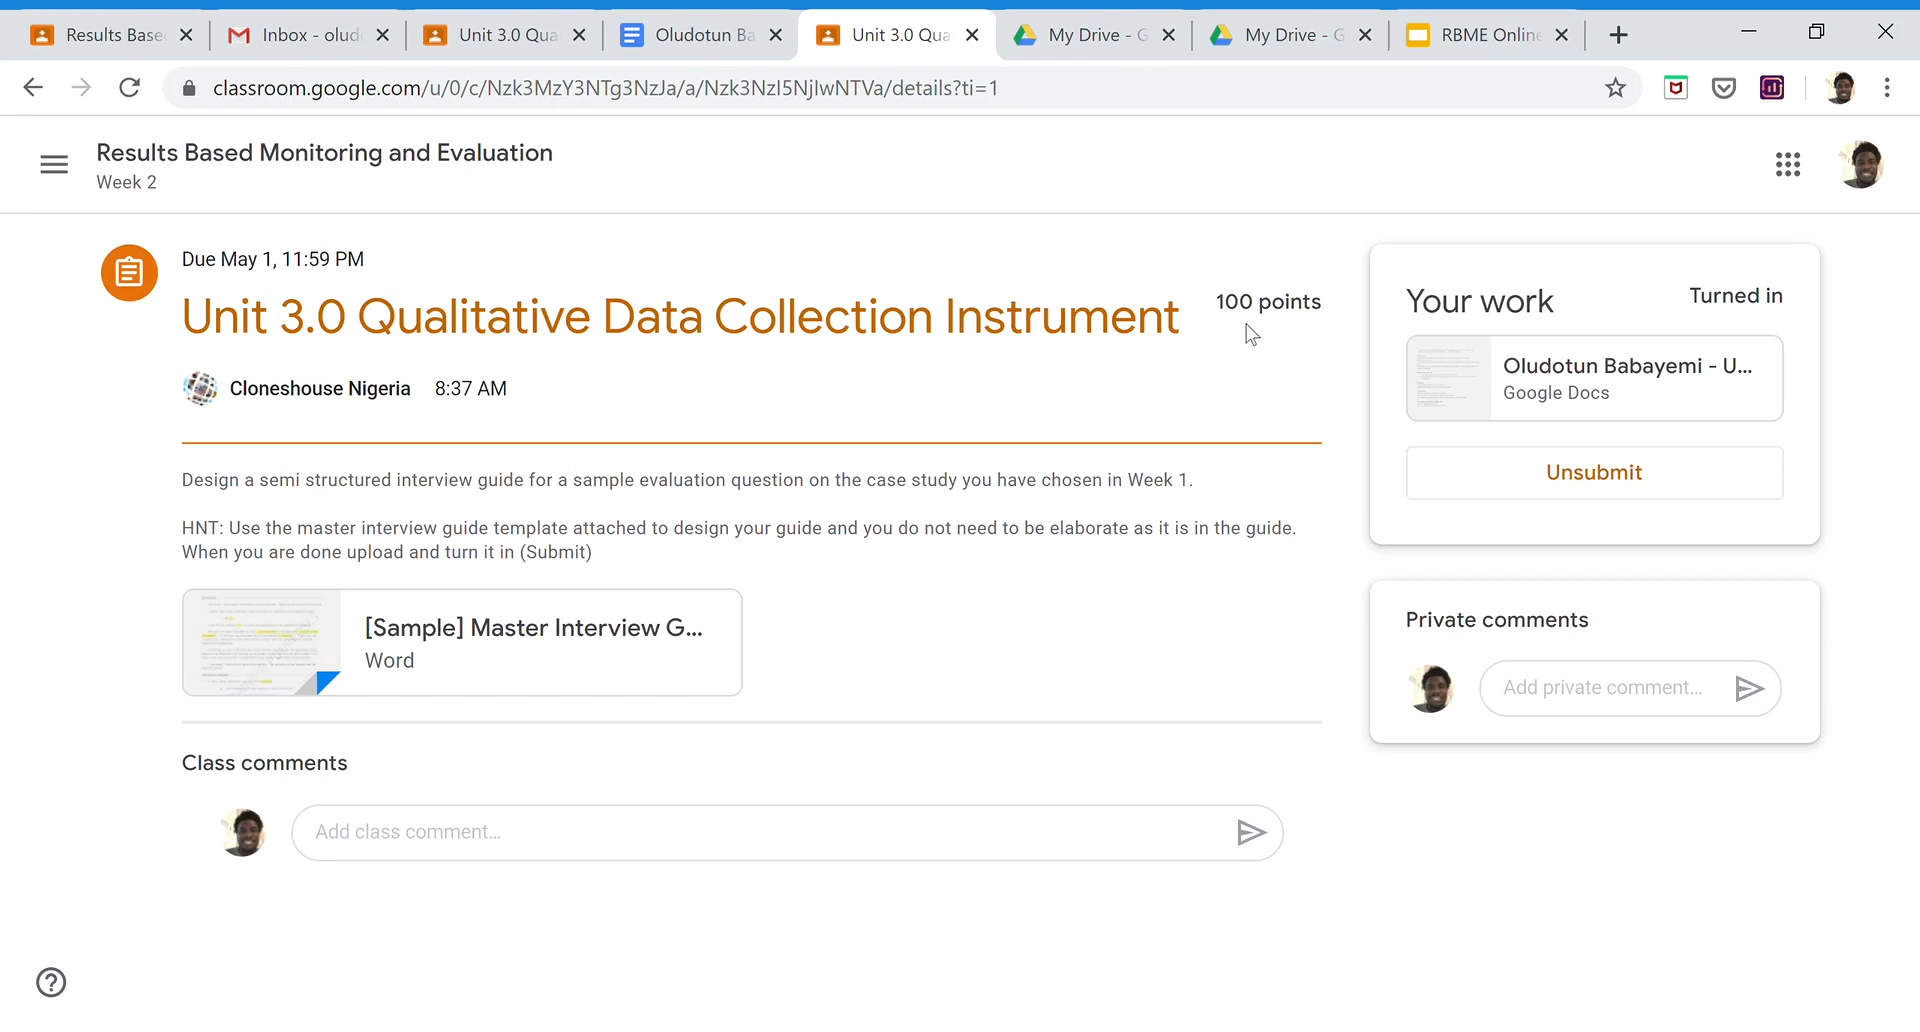 Results Base
Inbox - olud
Unit 3.0 Qua
Oludotun Ba
Unit 3.0 Qua
My Drive - G
My Drive - G
RBME Online
classroom.google.com/u/0/c/Nzk3MzY3NTg3NzJa/a/Nzk3NzI5NjIwNTVa/details?ti=1
Results Based Monitoring and Evaluation
Week 2
Due May 1, 11:59 PM
Unit 3.0 Qualitative Data Collection Instrument
100 points
Cloneshouse Nigeria 8:37 AM
Design a semi structured interview guide for a sample evaluation question on the case study you have chosen in Week 1.
HNT: Use the master interview guide template attached to design your guide and you do not need to be elaborate as it is in the guide.
When you are done upload and turn it in (Submit)
[Sample] Master Interview G...
Word
Class comments
Add class comment...
Your work
Turned in
Oludotun Babayemi - U...
Google Docs
Unsubmit
Private comments
Add private comment...